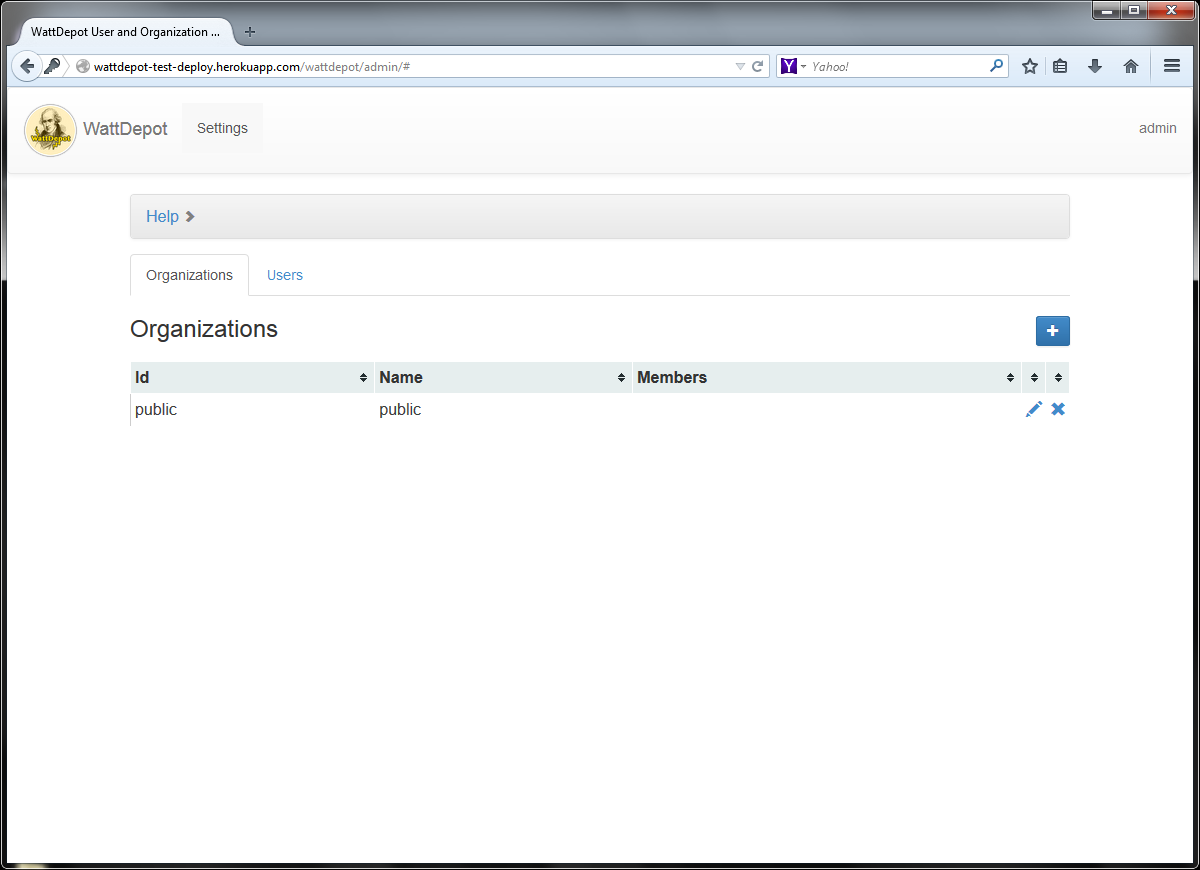 WattDepot User and Organization ...
wattdepot-test-deploy.herokuapp.com/wattdepot/admin/#
Y Yahoo!
WattDepot WattDepot Settings admin
Help
Organizations Users
Organizations
Id Name Members
public public